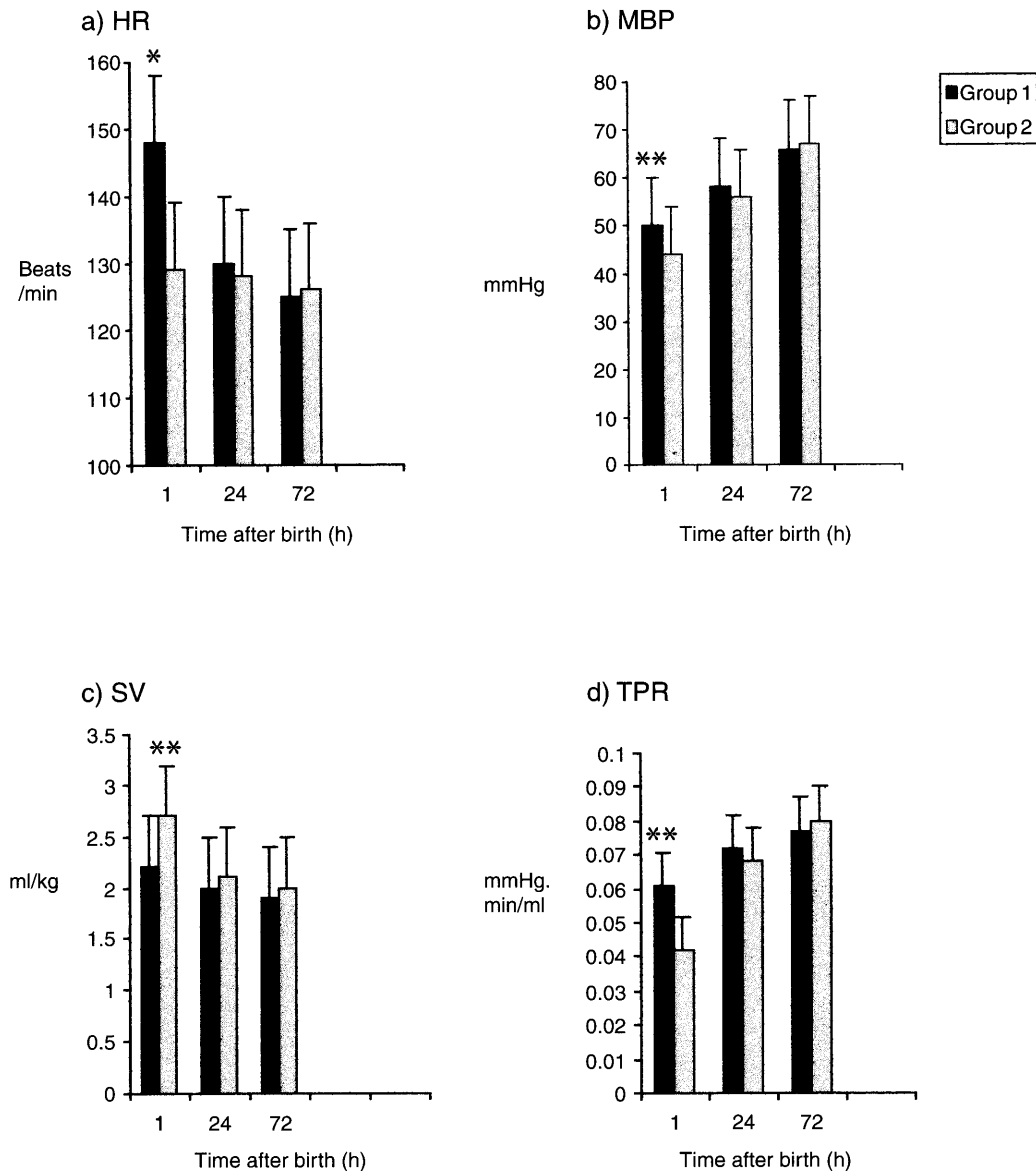 a) HR
*
160
150
140
130
120
110
100
Beats
/min
1 24 72
Time after birth (h)
b) MBP
80
70
60
50
40
30
20
10
0
**
mmHg
1 24 72
Time after birth (h)
Group 1
Group 2
c) SV
3.5
3
2.5
2
1.5
1
0.5
0
**
ml/kg
1 24 72
Time after birth (h)
d) TPR
0.1
0.09
0.08
0.07
0.06
0.05
0.04
0.03
0.02
0.01
0
**
mmHg.
min/ml
1 24 72
Time after birth (h)